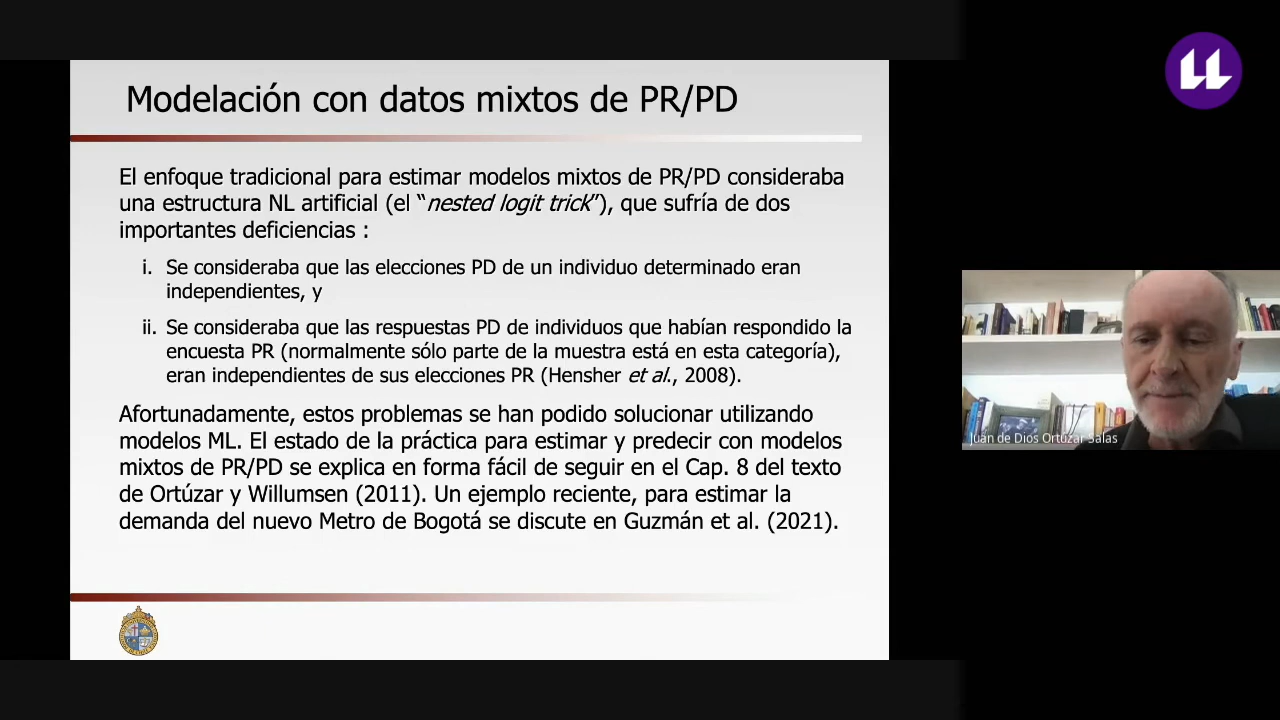 Modelación con datos mixtos de PR/PD
El enfoque tradicional para estimar modelos mixtos de PR/PD consideraba
una estructura NL artificial (el “nested logit trick”), que sufría de dos
importantes deficiencias :
i. Se consideraba que las elecciones PD de un individuo determinado eran
independientes, y
ii. Se consideraba que las respuestas PD de individuos que habían respondido la
encuesta PR (normalmente sólo parte de la muestra está en esta categoría),
eran independientes de sus elecciones PR (Hensher et al., 2008).
Afortunadamente, estos problemas se han podido solucionar utilizando
modelos ML. El estado de la práctica para estimar y predecir con modelos
mixtos de PR/PD se explica en forma fácil de seguir en el Cap. 8 del texto
de Ortúzar y Willumsen (2011). Un ejemplo reciente, para estimar la
demanda del nuevo Metro de Bogotá se discute en Guzmán et al. (2021).
Juan de Dios Ortúzar Salas